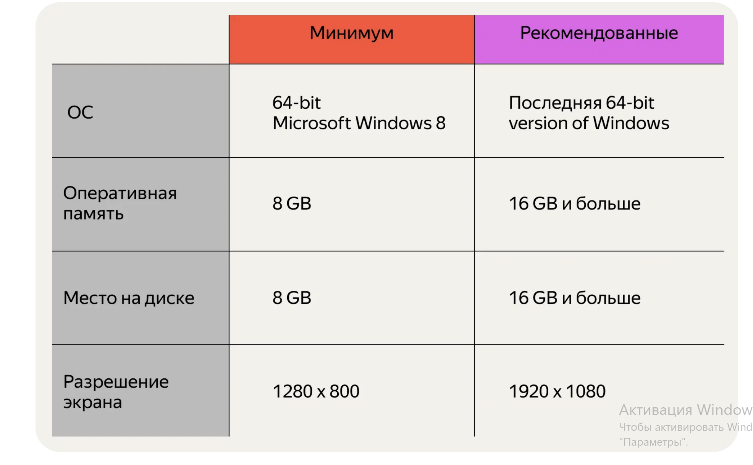 Минимум
Рекомендованные
ОС
64-bit
Microsoft Windows 8
Последняя 64-bit
version of Windows
Оперативная
память
8 GB
16 GB и больше
Место на диске
8 GB
16 GB и больше
Разрешение
экрана
1280 x 800
1920 x 1080
Активация Window
Чтобы активировать Wind
"Параметры".